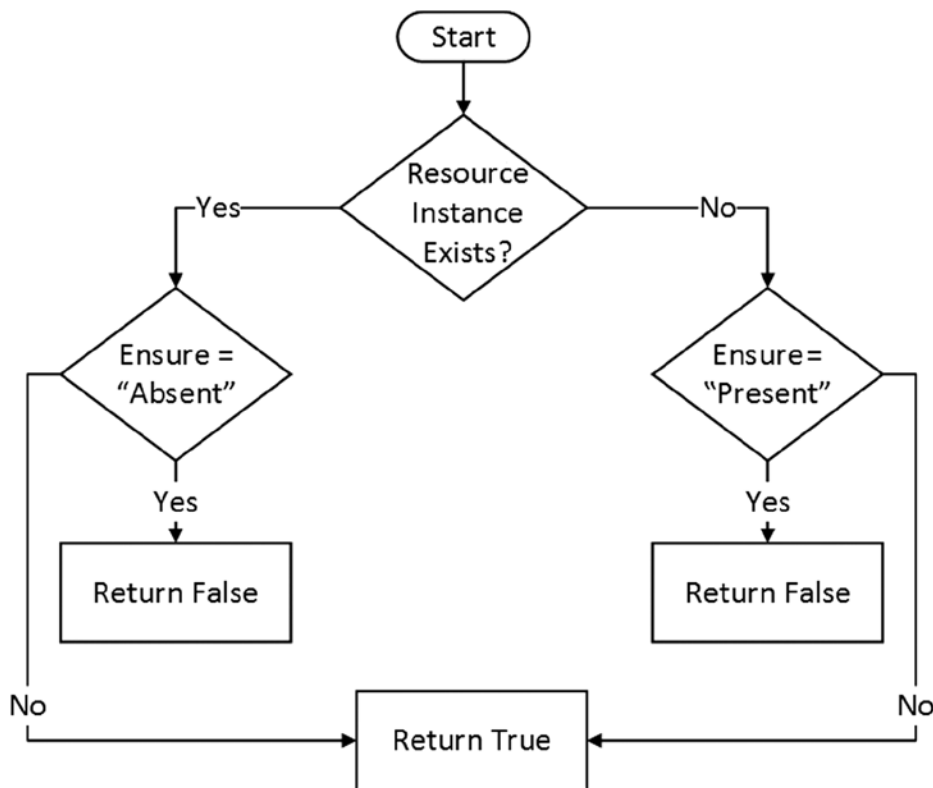 Start
Resource
Instance
Exists?
Yes
No
Ensure =
“Absent”
Ensure=
“Present”
Yes
Yes
Return False
Return False
No
No
Return True